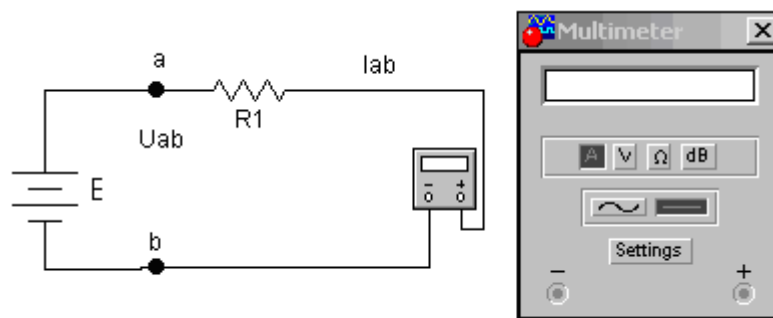 a
Iab
R1
Uab
E
b
- +
Multimeter
A V Ω dB
Settings
- +